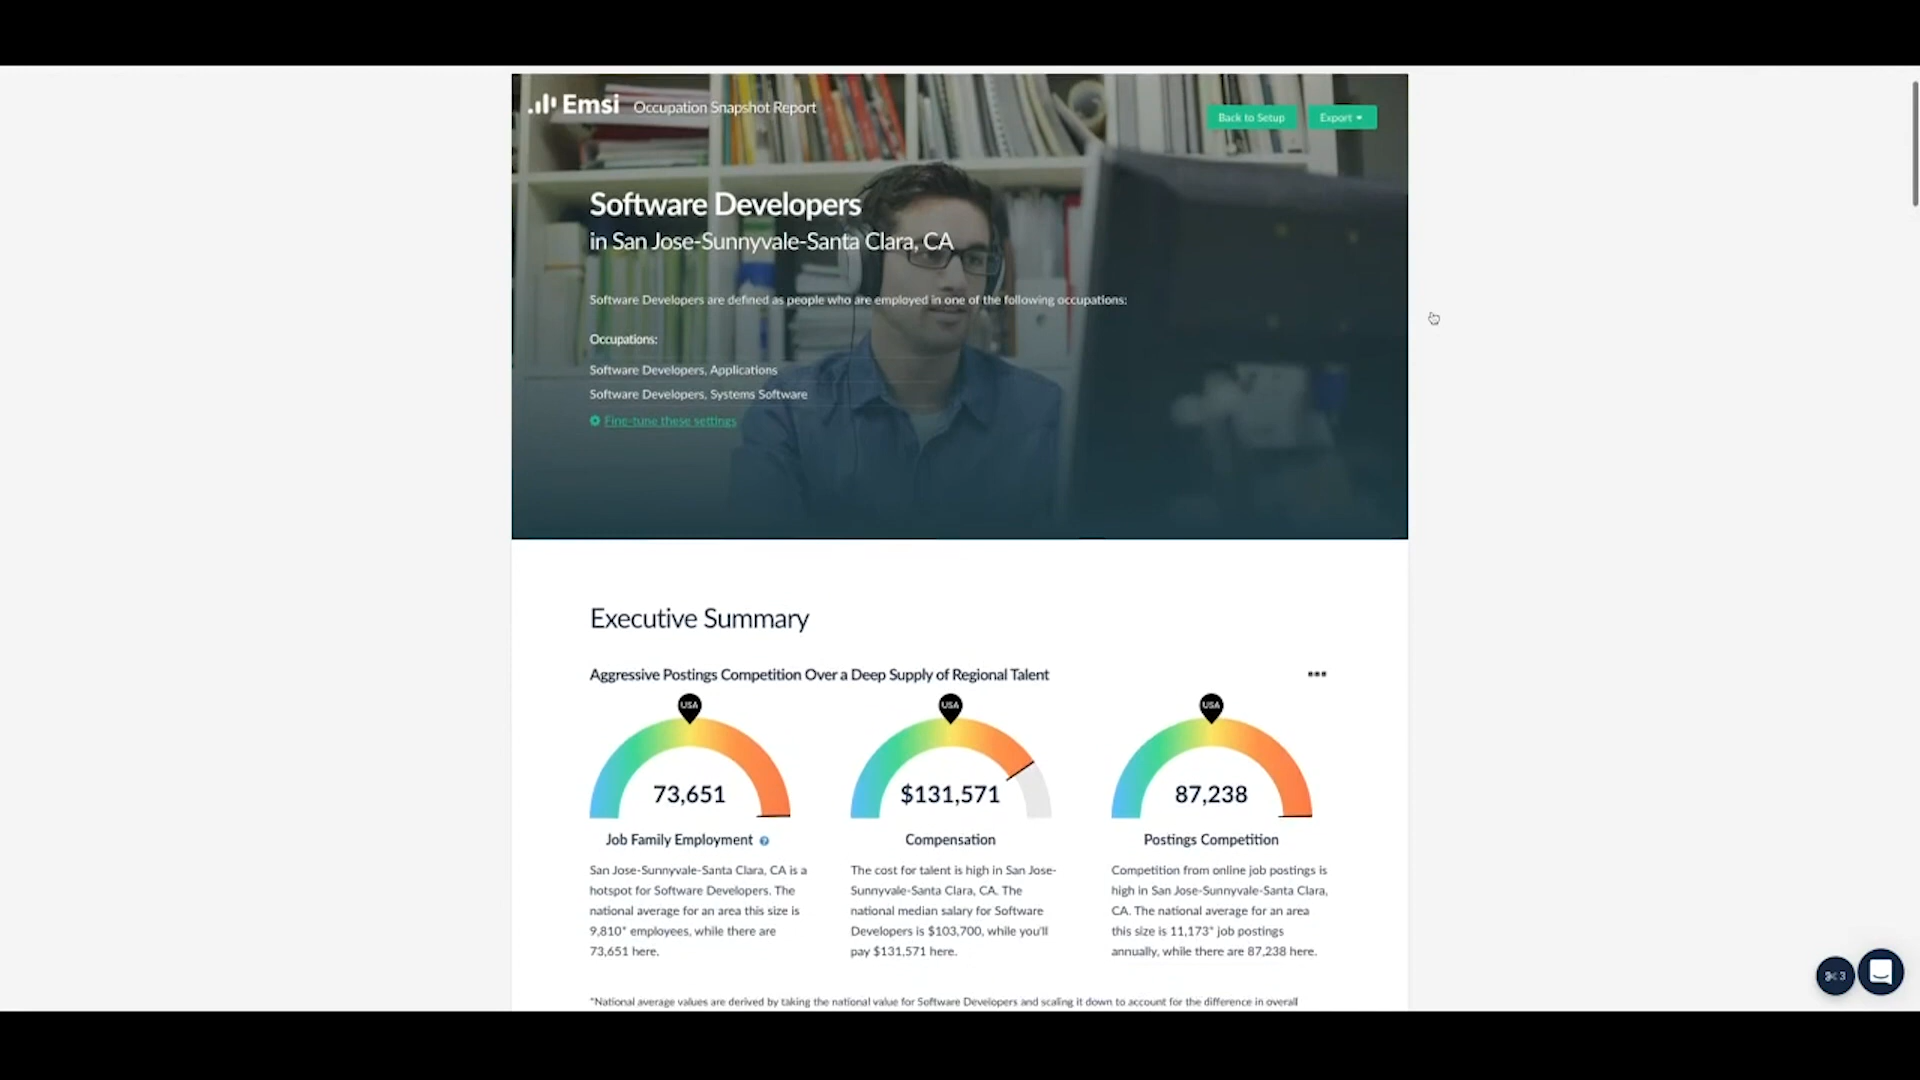 Emsi Occupation Snapshot Report
Back to Setup
Export
Software Developers
in San Jose-Sunnyvale-Santa Clara, CA
Software Developers are defined as people who are employed in one of the following occupations:
Occupations:
Software Developers, Applications
Software Developers, Systems Software
Fine-tune these settings
Executive Summary
Aggressive Postings Competition Over a Deep Supply of Regional Talent
USA
73,651
Job Family Employment ?
San Jose-Sunnyvale-Santa Clara, CA is a
hotspot for Software Developers. The
national average for an area this size is
9,810* employees, while there are
73,651 here.
USA
$131,571
Compensation
The cost for talent is high in San Jose-
Sunnyvale-Santa Clara, CA. The
national median salary for Software
Developers is $103,700, while you'll
pay $131,571 here.
USA
87,238
Postings Competition
Competition from online job postings is
high in San Jose-Sunnyvale-Santa Clara,
CA. The national average for an area
this size is 11,173* job postings
annually, while there are 87,238 here.
*National average values are derived by taking the national value for Software Developers and scaling it down to account for the difference in overall
3